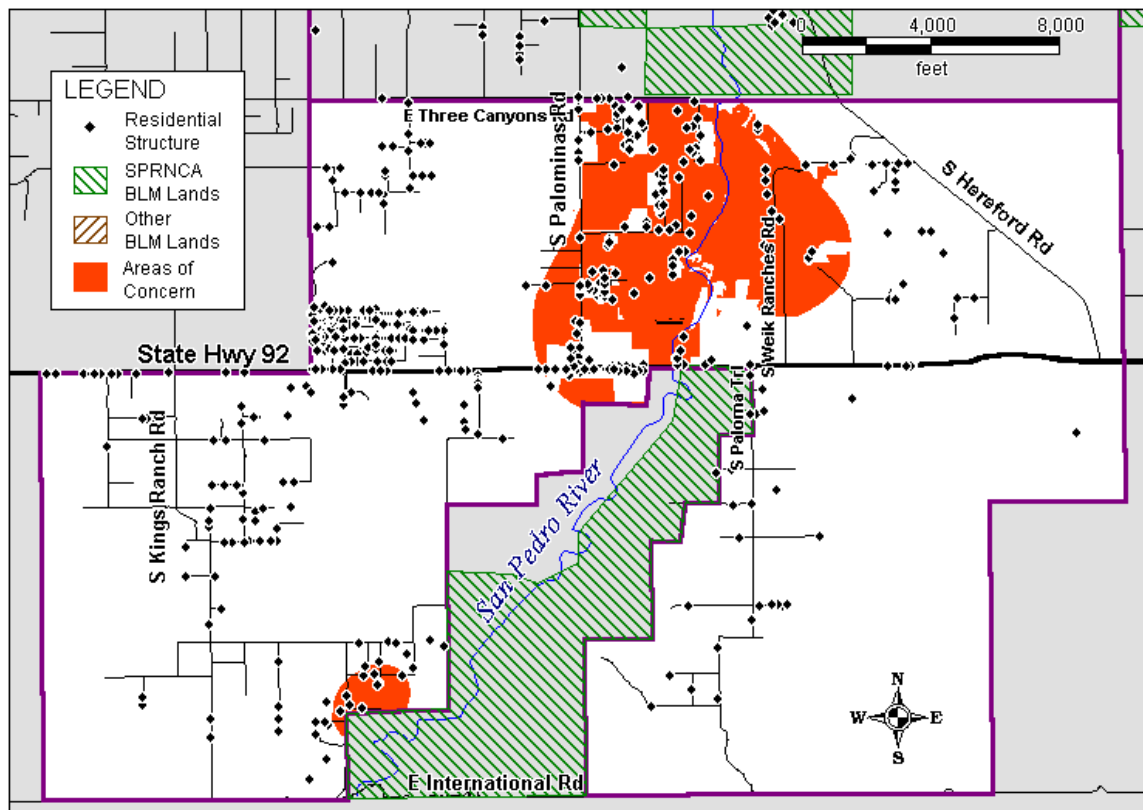 0 4,000 8,000
feet
LEGEND
Residential
Structure
SPRNCA
BLM Lands
Other
BLM Lands
Areas of
Concern
E Three Canyons Rd
S Palominas Rd
S Hereford Rd
S Weik Ranches Rd
State Hwy 92
S Paloma Trl
S Kings Ranch Rd
San Pedro River
N
W E
S
E International Rd